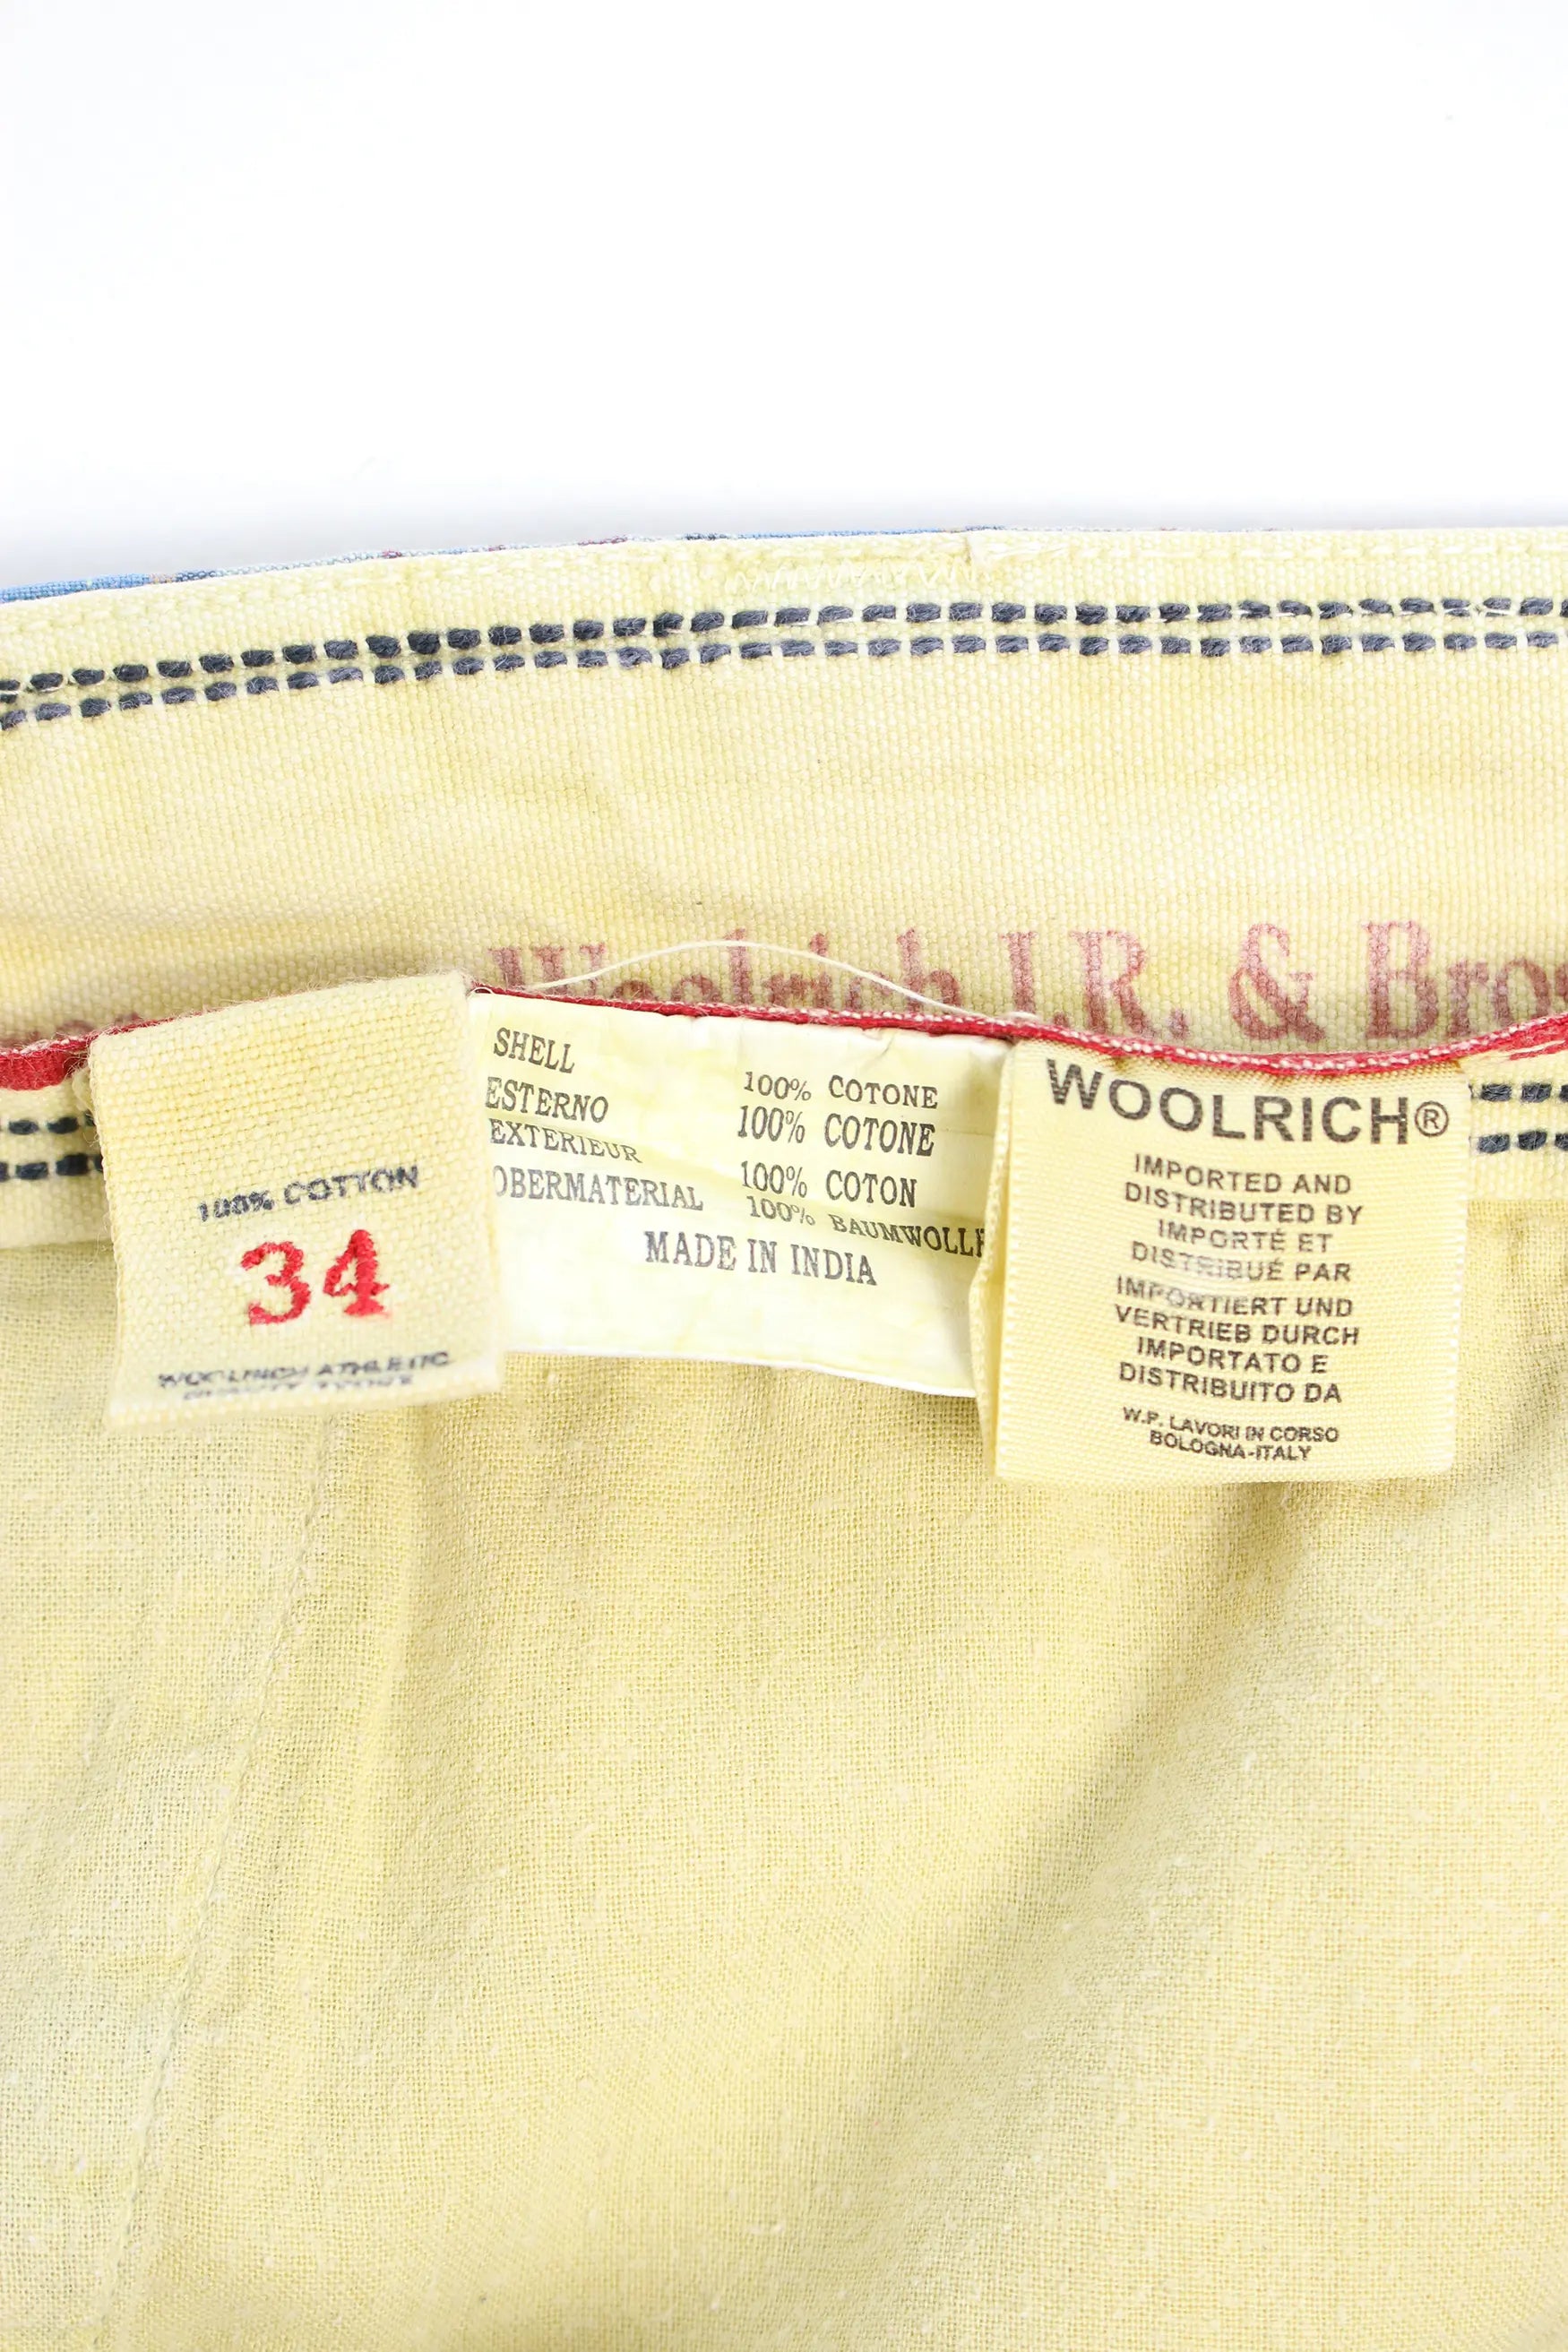 Woolrich J.R. & Bro
100% COTTON
34
WOOLRICH ATHLETIC
SHELL 100% COTONE
ESTERNO 100% COTONE
EXTERIEUR 100% COTON
OBERMATERIAL 100% BAUMWOLLE
MADE IN INDIA
WOOLRICH®
IMPORTED AND
DISTRIBUTED BY
IMPORTÉ ET
DISTRIBUÉ PAR
IMPORTIERT UND
VERTRIEB DURCH
IMPORTATO E
DISTRIBUITO DA
W.P. LAVORI IN CORSO
BOLOGNA-ITALY